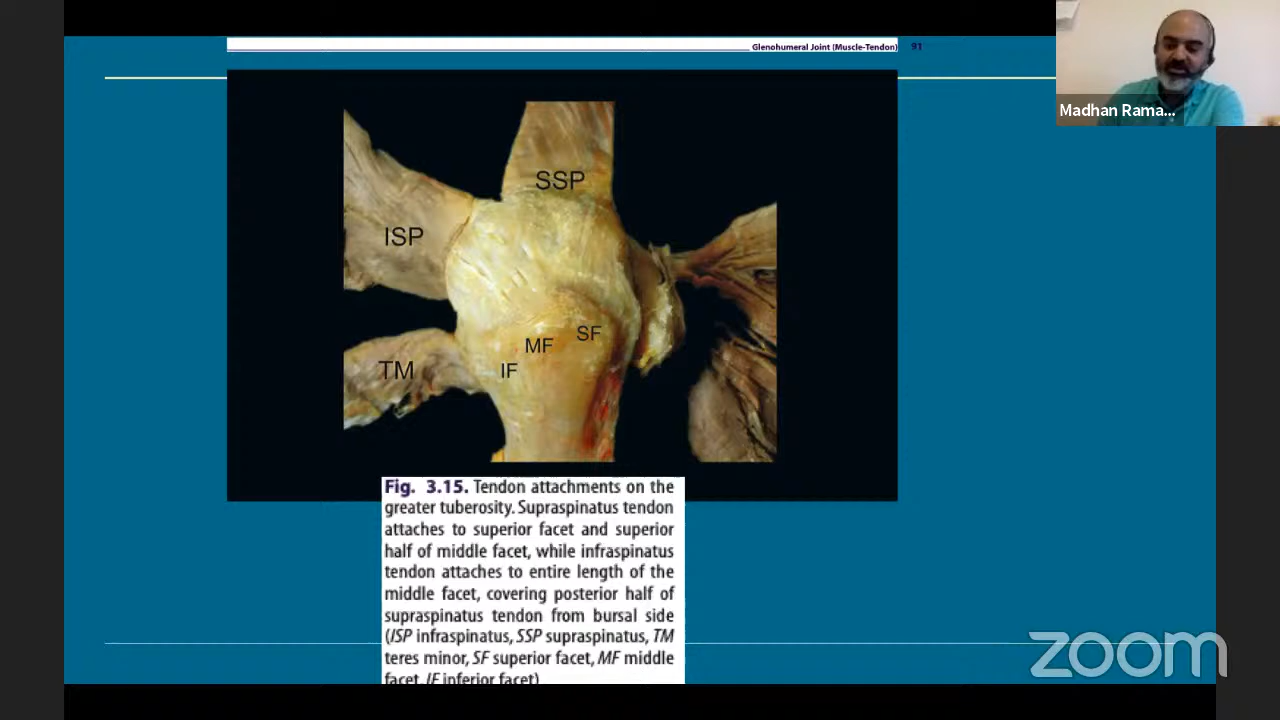 Glenohumeral Joint (Muscle-Tendon) 91
Madhan Rama...
SSP
ISP
SF
MF
TM
IF
Fig. 3.15. Tendon attachments on the
greater tuberosity. Supraspinatus tendon
attaches to superior facet and superior
half of middle facet, while infraspinatus
tendon attaches to entire length of the
middle facet, covering posterior half of
supraspinatus tendon from bursal side
(ISP infraspinatus, SSP supraspinatus, TM
teres minor, SF superior facet, MF middle
facet, IF inferior facet)
zoom